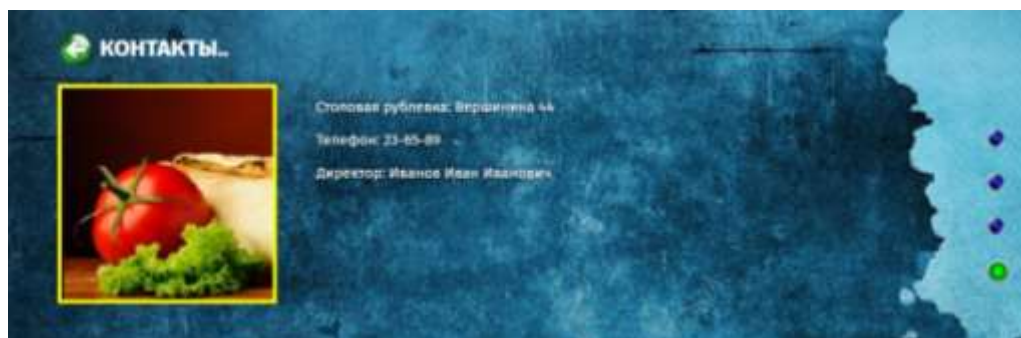 КОНТАКТЫ..
Столовая рублевка: Вершинина 44
Телефон: 23-65-89
Директор: Иванов Иван Иванович